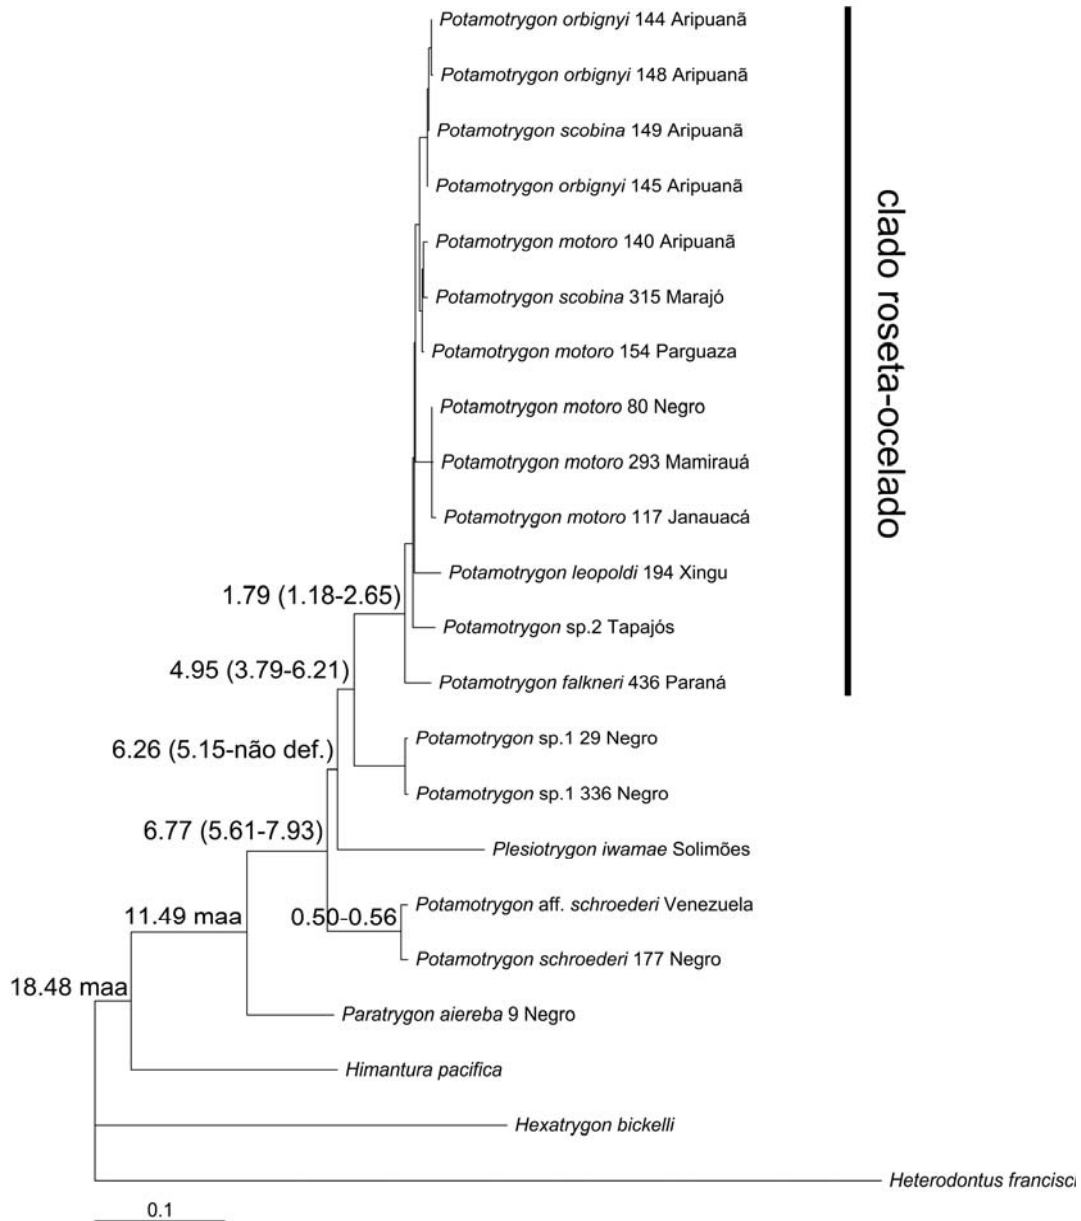 Potamotrygon orbignyi 144 Aripuanã
Potamotrygon orbignyi 148 Aripuanã
Potamotrygon scobina 149 Aripuanã
Potamotrygon orbignyi 145 Aripuanã
Potamotrygon motoro 140 Aripuanã
Potamotrygon scobina 315 Marajó
Potamotrygon motoro 154 Parguaza
Potamotrygon motoro 80 Negro
Potamotrygon motoro 293 Mamirauá
Potamotrygon motoro 117 Janauacá
Potamotrygon leopoldi 194 Xingu
Potamotrygon sp.2 Tapajós
Potamotrygon falkneri 436 Paraná
Potamotrygon sp.1 29 Negro
Potamotrygon sp.1 336 Negro
Plesiotrygon iwamae Solimões
Potamotrygon aff. schroederi Venezuela
Potamotrygon schroederi 177 Negro
Paratrygon aiereba 9 Negro
Himantura pacifica
Hexatrygon bickelli
Heterodontus francisci
clado roseta-ocelado
1.79 (1.18-2.65)
4.95 (3.79-6.21)
6.26 (5.15-não def.)
6.77 (5.61-7.93)
0.50-0.56
11.49 maa
18.48 maa
0.1